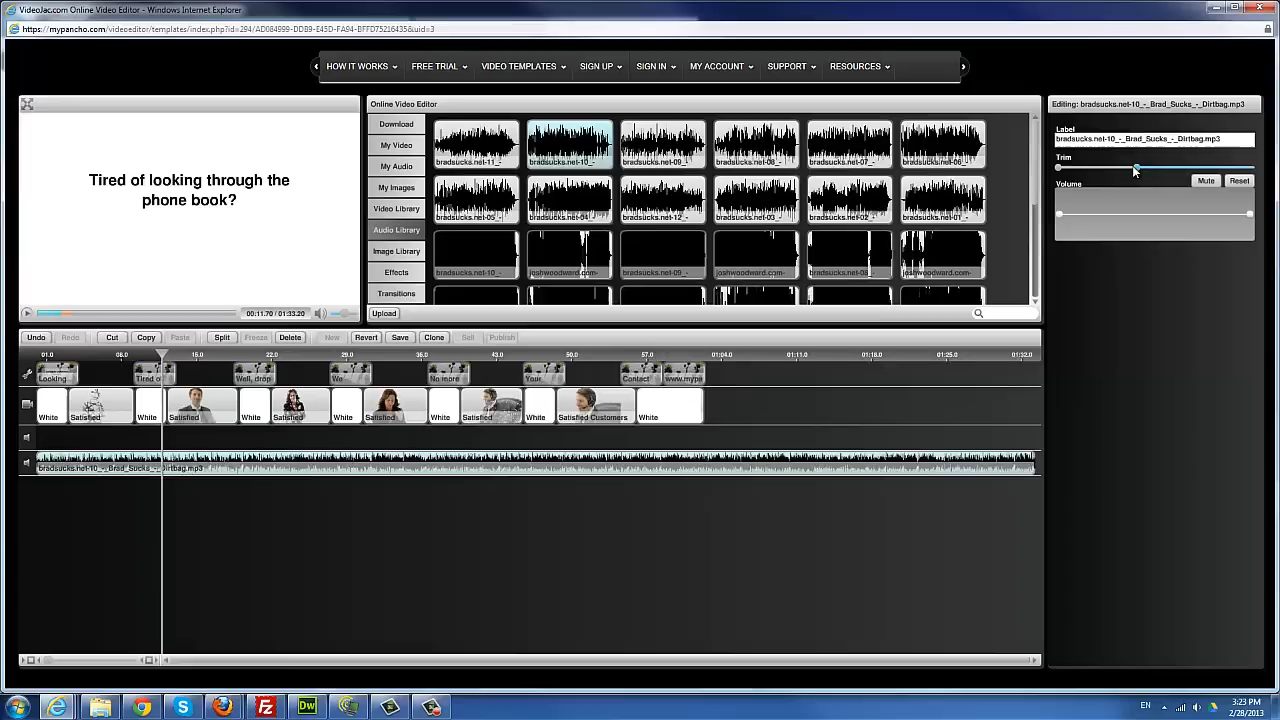 VideoJac.com Online Video Editor - Windows Internet Explorer
https://mypancho.com/videoeditor/templates/index.php?id=294/AD084999-DDB9-E45D-FA94-BFFD75216435&uid=3
HOW IT WORKS FREE TRIAL VIDEO TEMPLATES SIGN UP SIGN IN MY ACCOUNT SUPPORT RESOURCES
Online Video Editor
Editing: bradsucks.net-10_-_Brad_Sucks_-_Dirtbag.mp3
Download
My Video
My Audio
My Images
Video Library
Audio Library
Image Library
Effects
Transitions
Upload
bradsucks.net-11_- bradsucks.net-10_- bradsucks.net-09_- bradsucks.net-08_- bradsucks.net-07_- bradsucks.net-06_
bradsucks.net-05_- bradsucks.net-04_- bradsucks.net-12_- bradsucks.net-03_- bradsucks.net-02_- bradsucks.net-01_-
bradsucks.net-10_- joshwoodward.com- bradsucks.net-09_- joshwoodward.com- bradsucks.net-08_- joshwoodward.com-
Label
bradsucks.net-10_-_Brad_Sucks_-_Dirtbag.mp3
Trim
Mute Reset
Volume
Tired of looking through the
phone book?
00:11.70 / 01:33.20
Undo Redo Cut Copy Paste Split Freeze Delete New Revert Save Clone Sell Publish
01.0 08.0 15.0 22.0 29.0 36.0 43.0 50.0 57.0 01:04.0 01:11.0 01:18.0 01:25.0 01:32.0
Looking Tired of Well, drop We No more Your Contact www.mypa
White Satisfied White Satisfied White Satisfied White Satisfied White Satisfied White Satisfied Customers White
bradsucks.net-10_-_Brad_Sucks_-_Dirtbag.mp3
EN
3:23 PM
2/28/2013